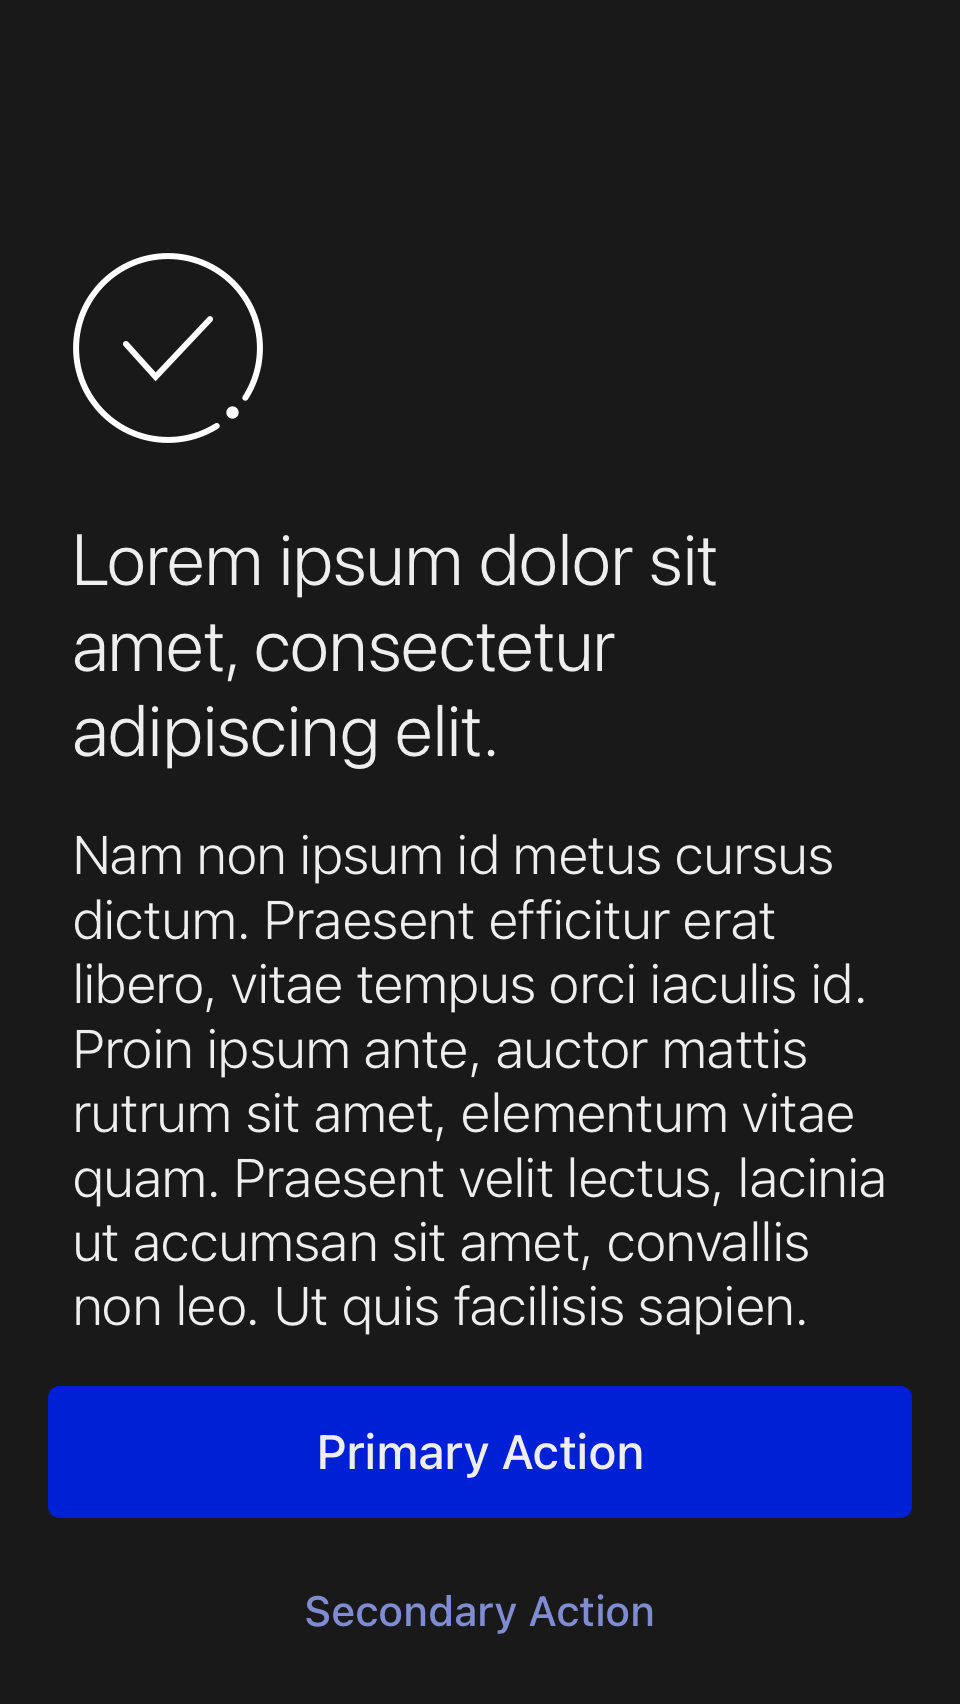 Lorem ipsum dolor sit
amet, consectetur
adipiscing elit.
Nam non ipsum id metus cursus
dictum. Praesent efficitur erat
libero, vitae tempus orci iaculis id.
Proin ipsum ante, auctor mattis
rutrum sit amet, elementum vitae
quam. Praesent velit lectus, lacinia
ut accumsan sit amet, convallis
non leo. Ut quis facilisis sapien.
Primary Action
Secondary Action